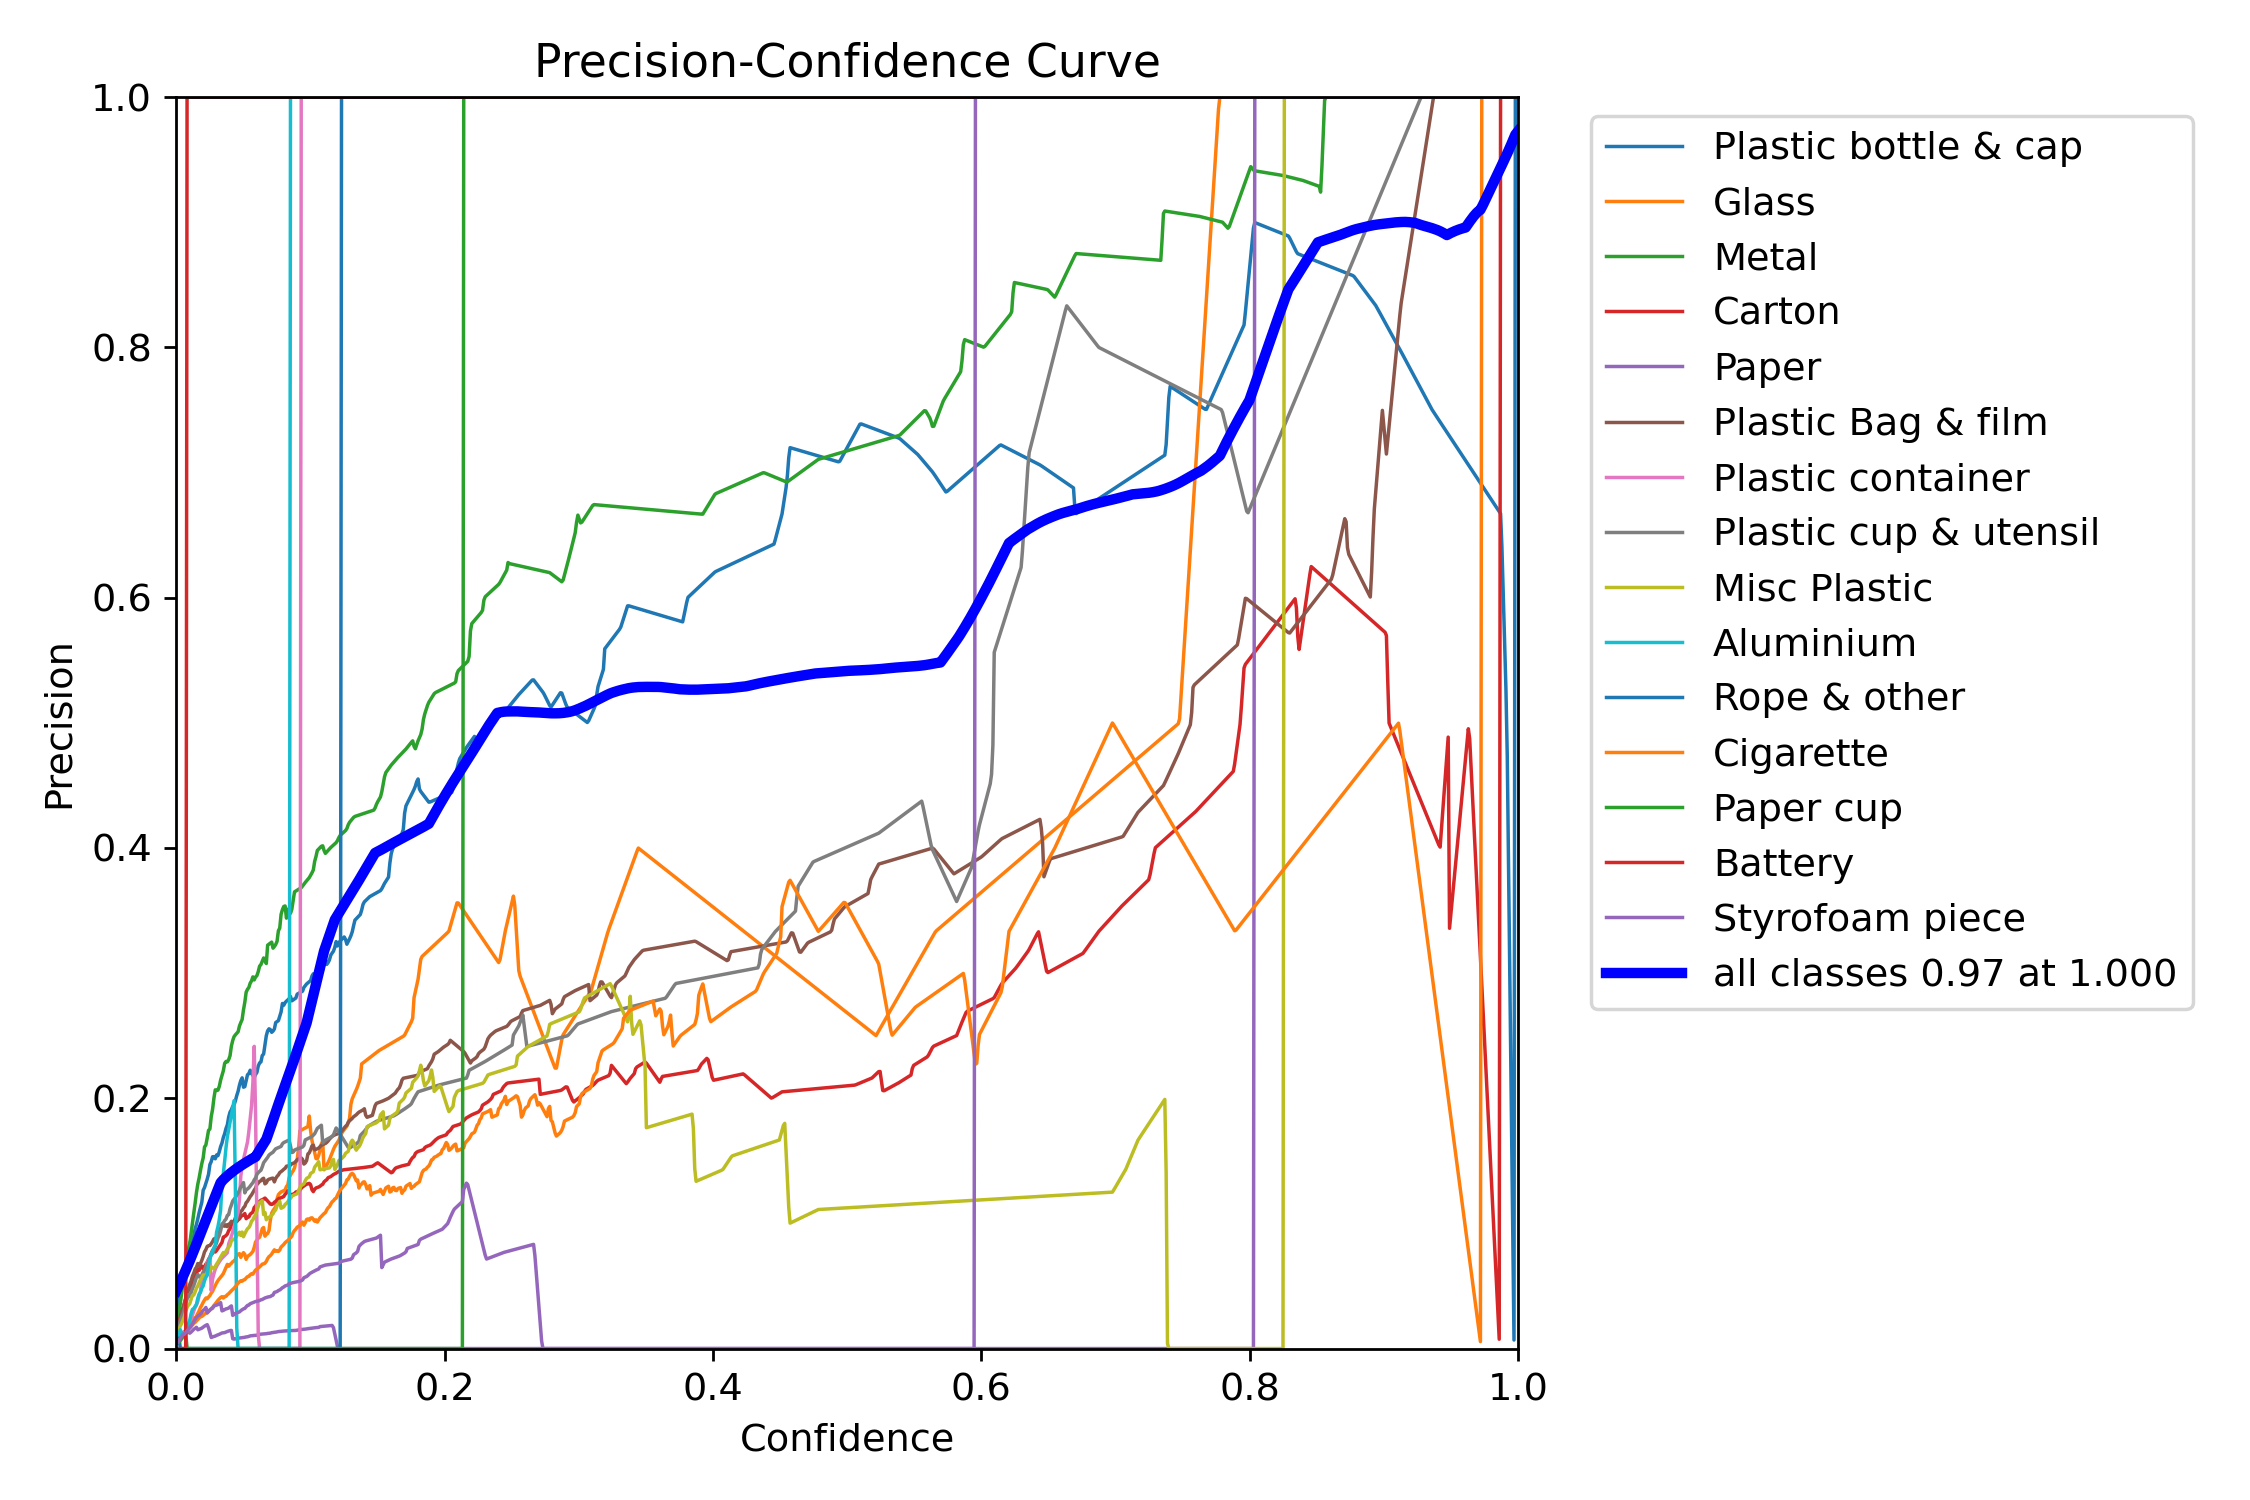 Precision-Confidence Curve
1.0
0.8
0.6
0.4
0.2
0.0
Precision
0.0 0.2 0.4 0.6 0.8 1.0
Confidence
Plastic bottle & cap
Glass
Metal
Carton
Paper
Plastic Bag & film
Plastic container
Plastic cup & utensil
Misc Plastic
Aluminium
Rope & other
Cigarette
Paper cup
Battery
Styrofoam piece
all classes 0.97 at 1.000